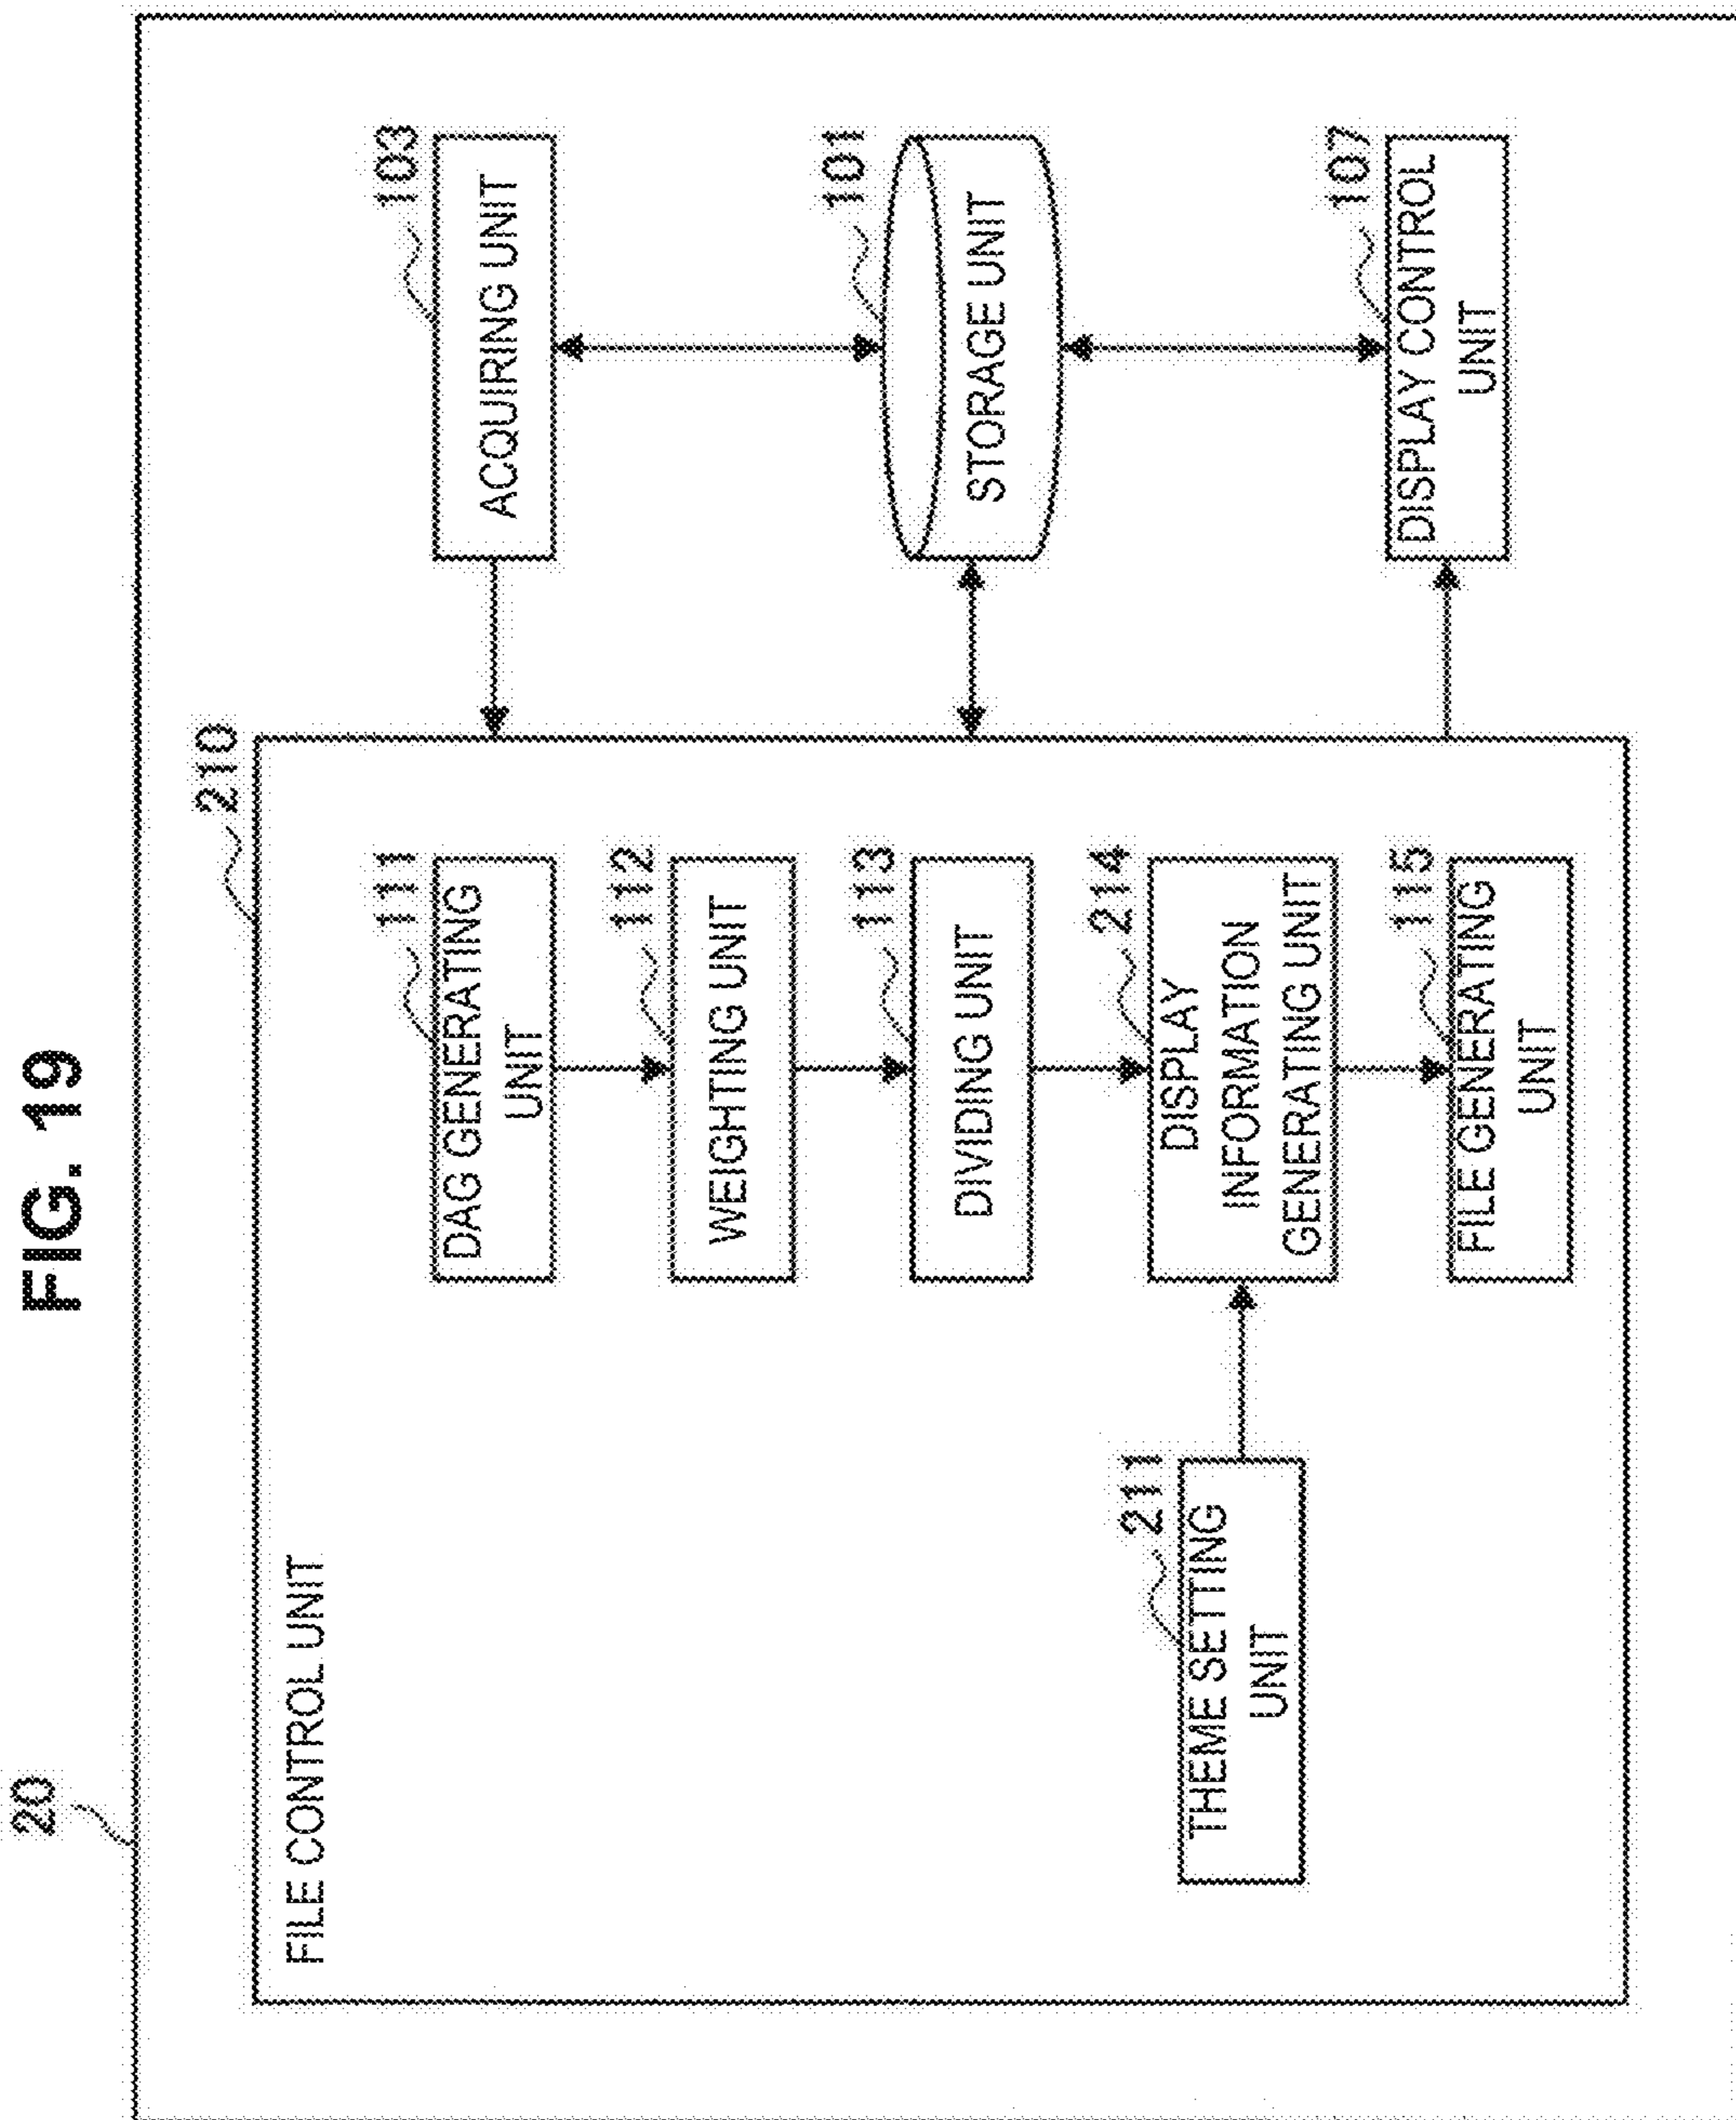 FIG. 19
20
210
FILE CONTROL UNIT
111
DAG GENERATING
UNIT
112
WEIGHTING UNIT
113
DIVIDING UNIT
211
THEME SETTING
UNIT
214
DISPLAY
INFORMATION
GENERATING UNIT
115
FILE GENERATING
UNIT
103
ACQUIRING UNIT
101
STORAGE UNIT
107
DISPLAY CONTROL
UNIT